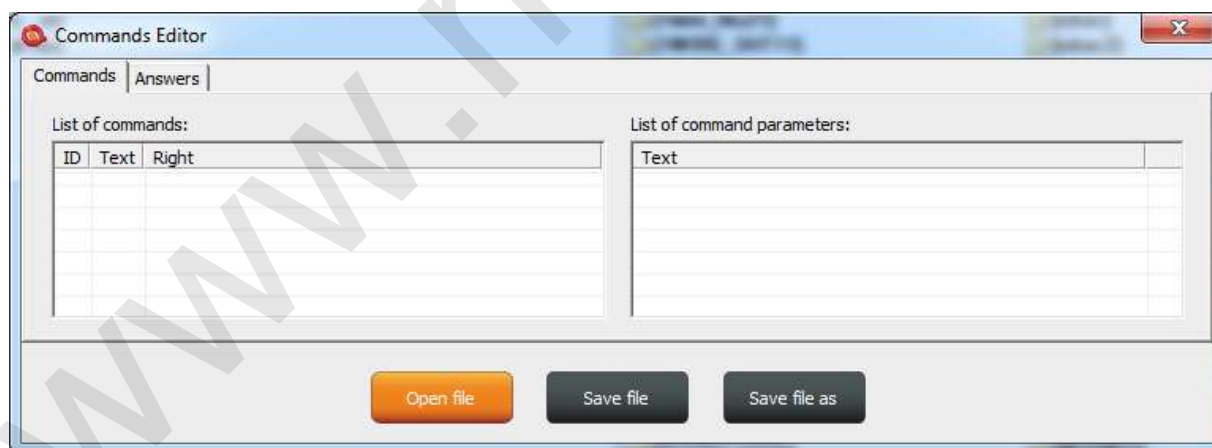 Commands Editor
Commands Answers
List of commands: List of command parameters:
ID Text Right Text
Open file Save file Save file as